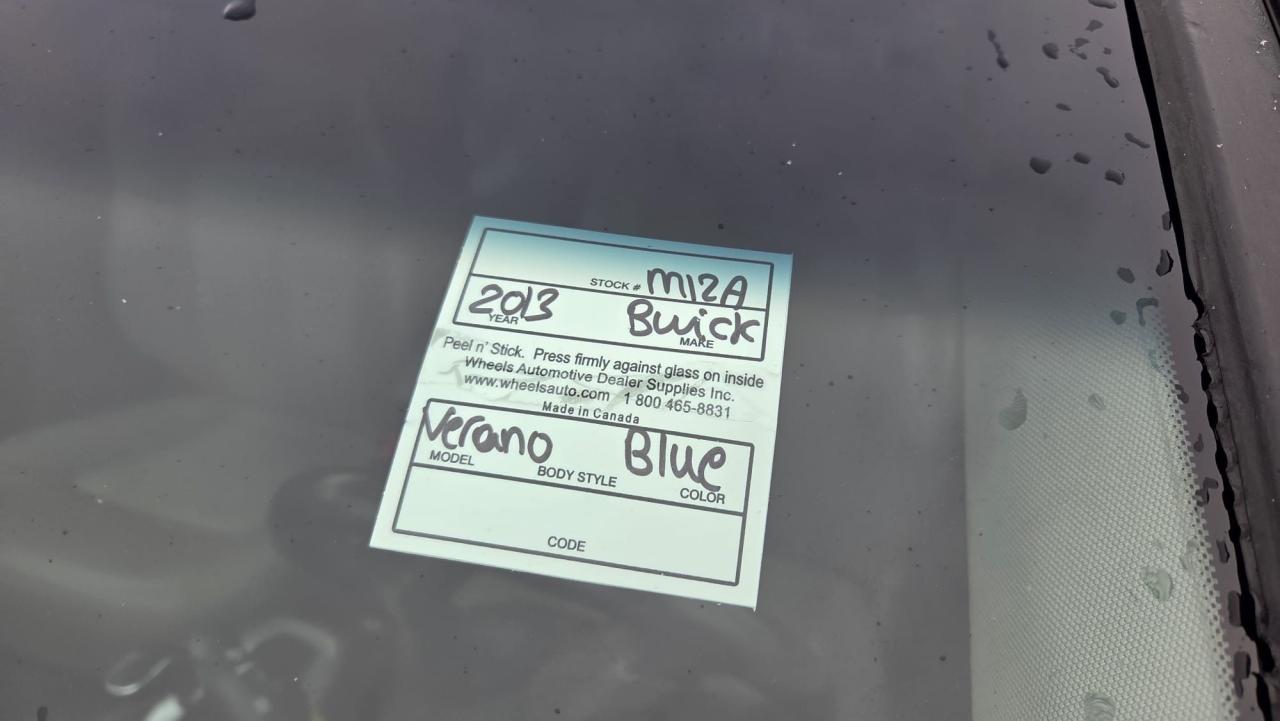 STOCK # M12A
2013 Buick
YEAR MAKE
Peel n' Stick. Press firmly against glass on inside
Wheels Automotive Dealer Supplies Inc.
www.wheelsauto.com 1 800 465-8831
Made in Canada
Verano Blue
MODEL BODY STYLE COLOR
CODE